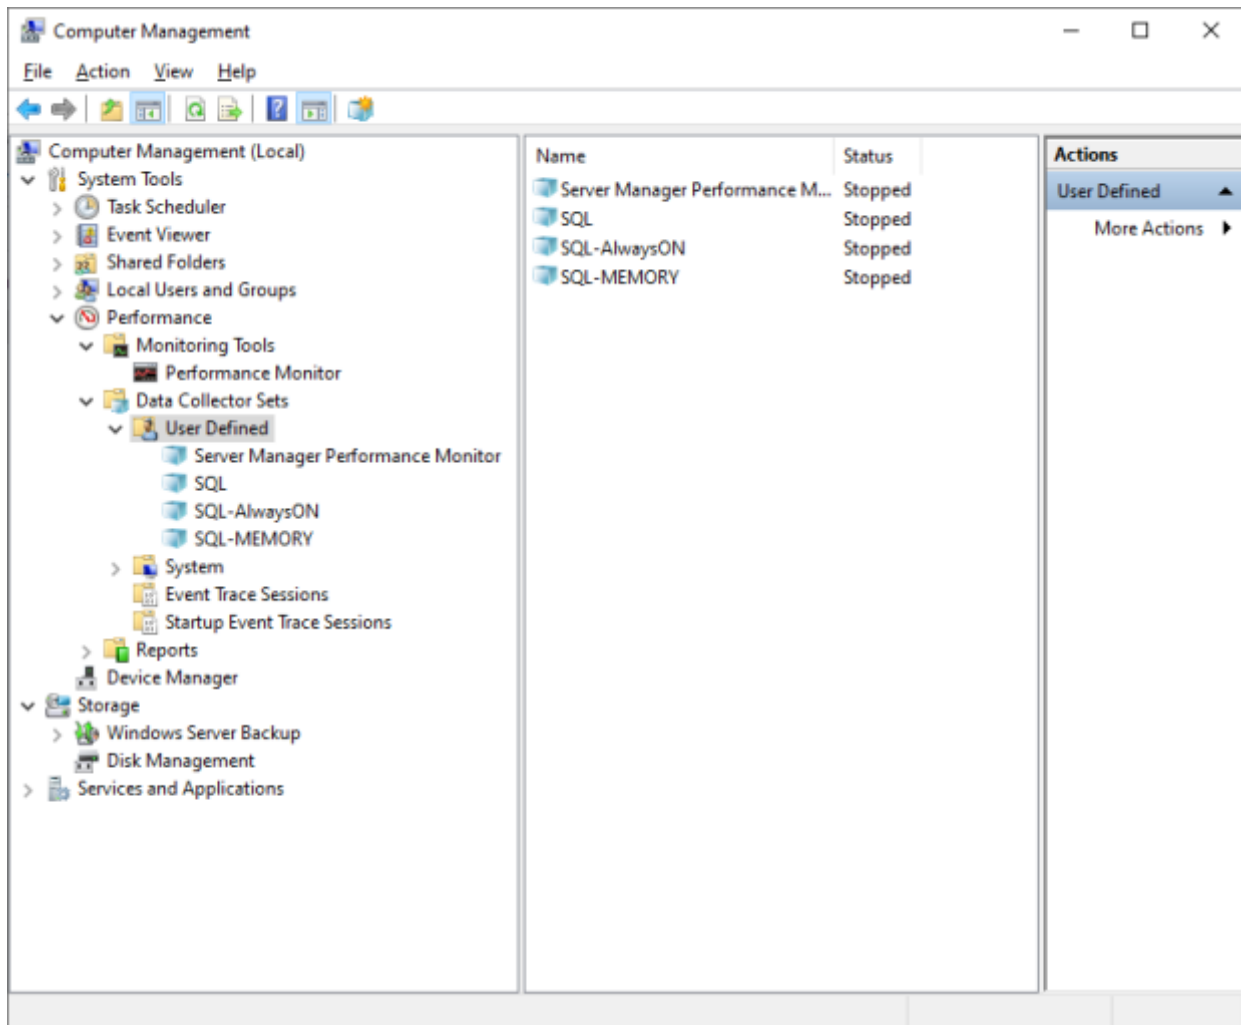 Computer Management
File Action View Help
Computer Management (Local)
System Tools
Task Scheduler
Event Viewer
Shared Folders
Local Users and Groups
Performance
Monitoring Tools
Performance Monitor
Data Collector Sets
User Defined
Server Manager Performance Monitor
SQL
SQL-AlwaysON
SQL-MEMORY
System
Event Trace Sessions
Startup Event Trace Sessions
Reports
Device Manager
Storage
Windows Server Backup
Disk Management
Services and Applications
Name Status
Server Manager Performance M... Stopped
SQL Stopped
SQL-AlwaysON Stopped
SQL-MEMORY Stopped
Actions
User Defined
More Actions